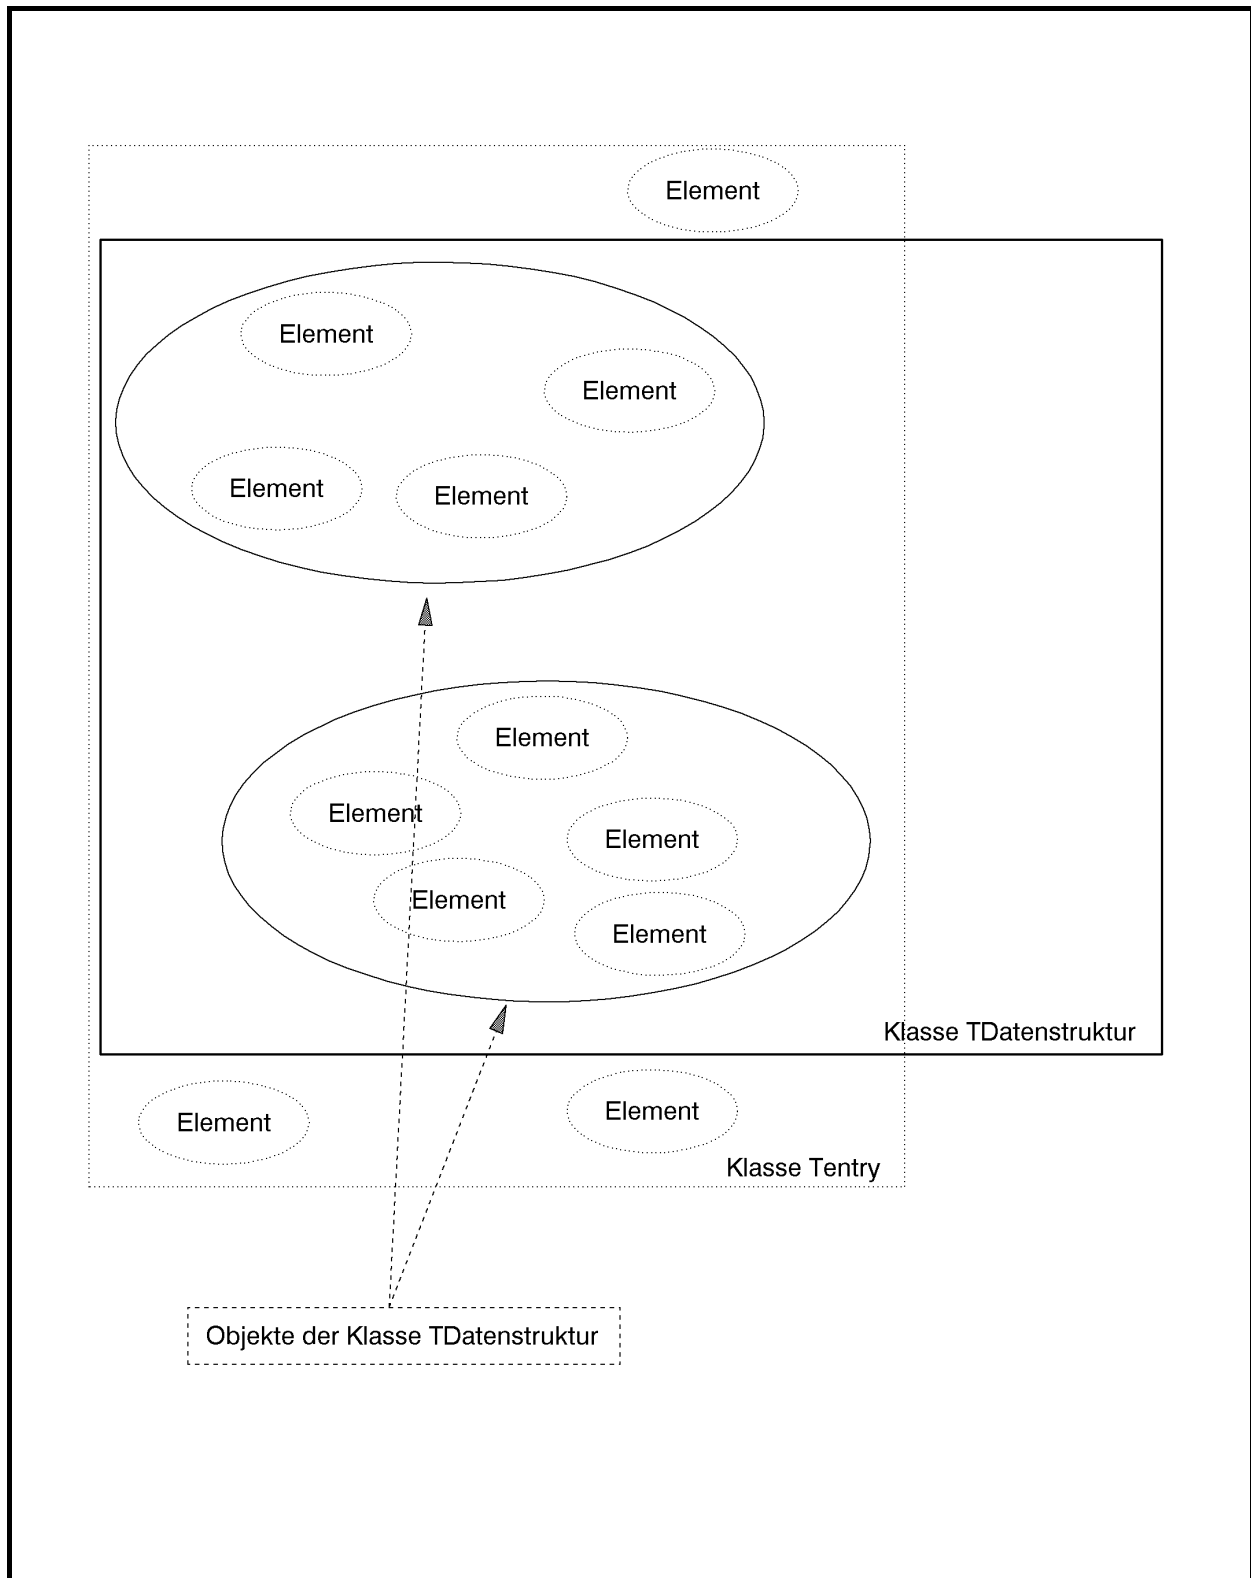 Element
Element
Element
Element
Element
Element
Element
Element
Element
Element
Klasse TDatenstruktur
Element
Element
Klasse Tentry
Objekte der Klasse TDatenstruktur